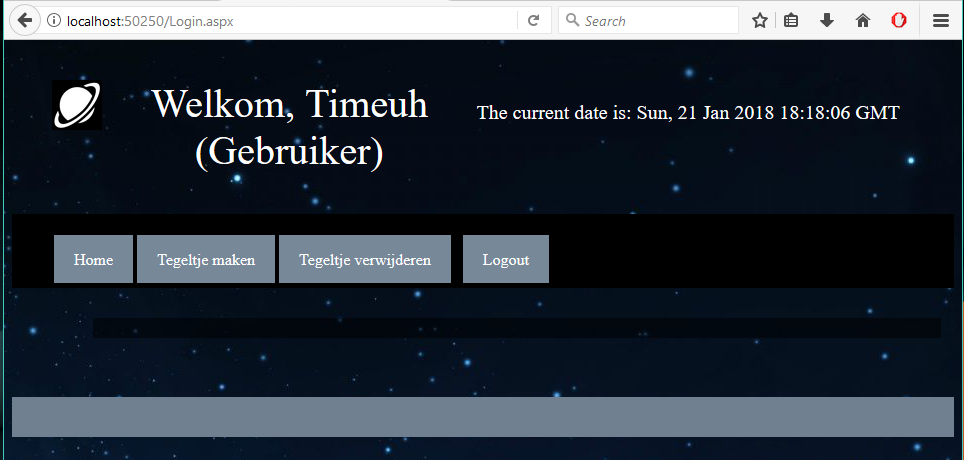 localhost:50250/Login.aspx
Search
Welkom, Timeuh
(Gebruiker)
The current date is: Sun, 21 Jan 2018 18:18:06 GMT
Home
Tegeltje maken
Tegeltje verwijderen
Logout